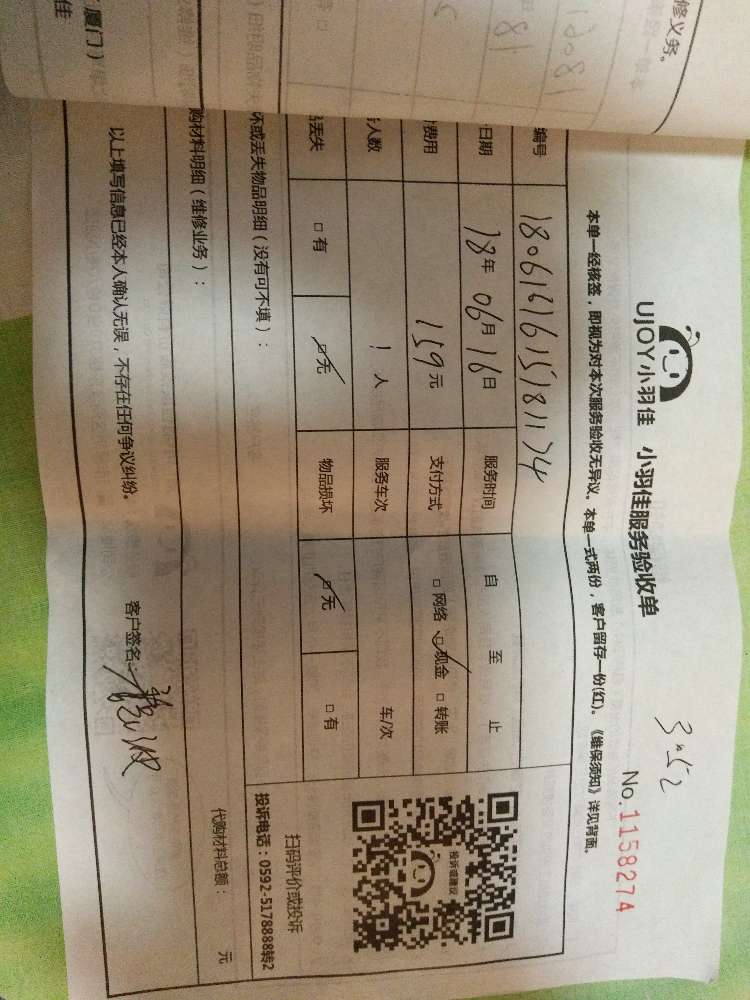 修义务。
厦门）
佳
UJOY小羽佳 小羽佳服务验收单
No.1158274
本单一经核签，即视为对本次服务验收无异议。本单一式两份，客户留存一份(红)。《维保须知》详见背面。
编号
日期 18年 06月 16日 服务时间 自 至 止
费用 159元 支付方式 □ 网络 □ 现金 □ 转账
人数 1 人 服务车次 车/次
丢失 □ 有 □ 无 物品损坏 □ 无 □ 有
坏或丢失物品明细（没有可不填）：
购材料明细（维修业务）：
代购材料总额： 元
以上填写信息已经本人确认无误，不存在任何争议纠纷。 客户签名：
投诉或建议
扫码评价或投诉
投诉电话：0592-5178888转2